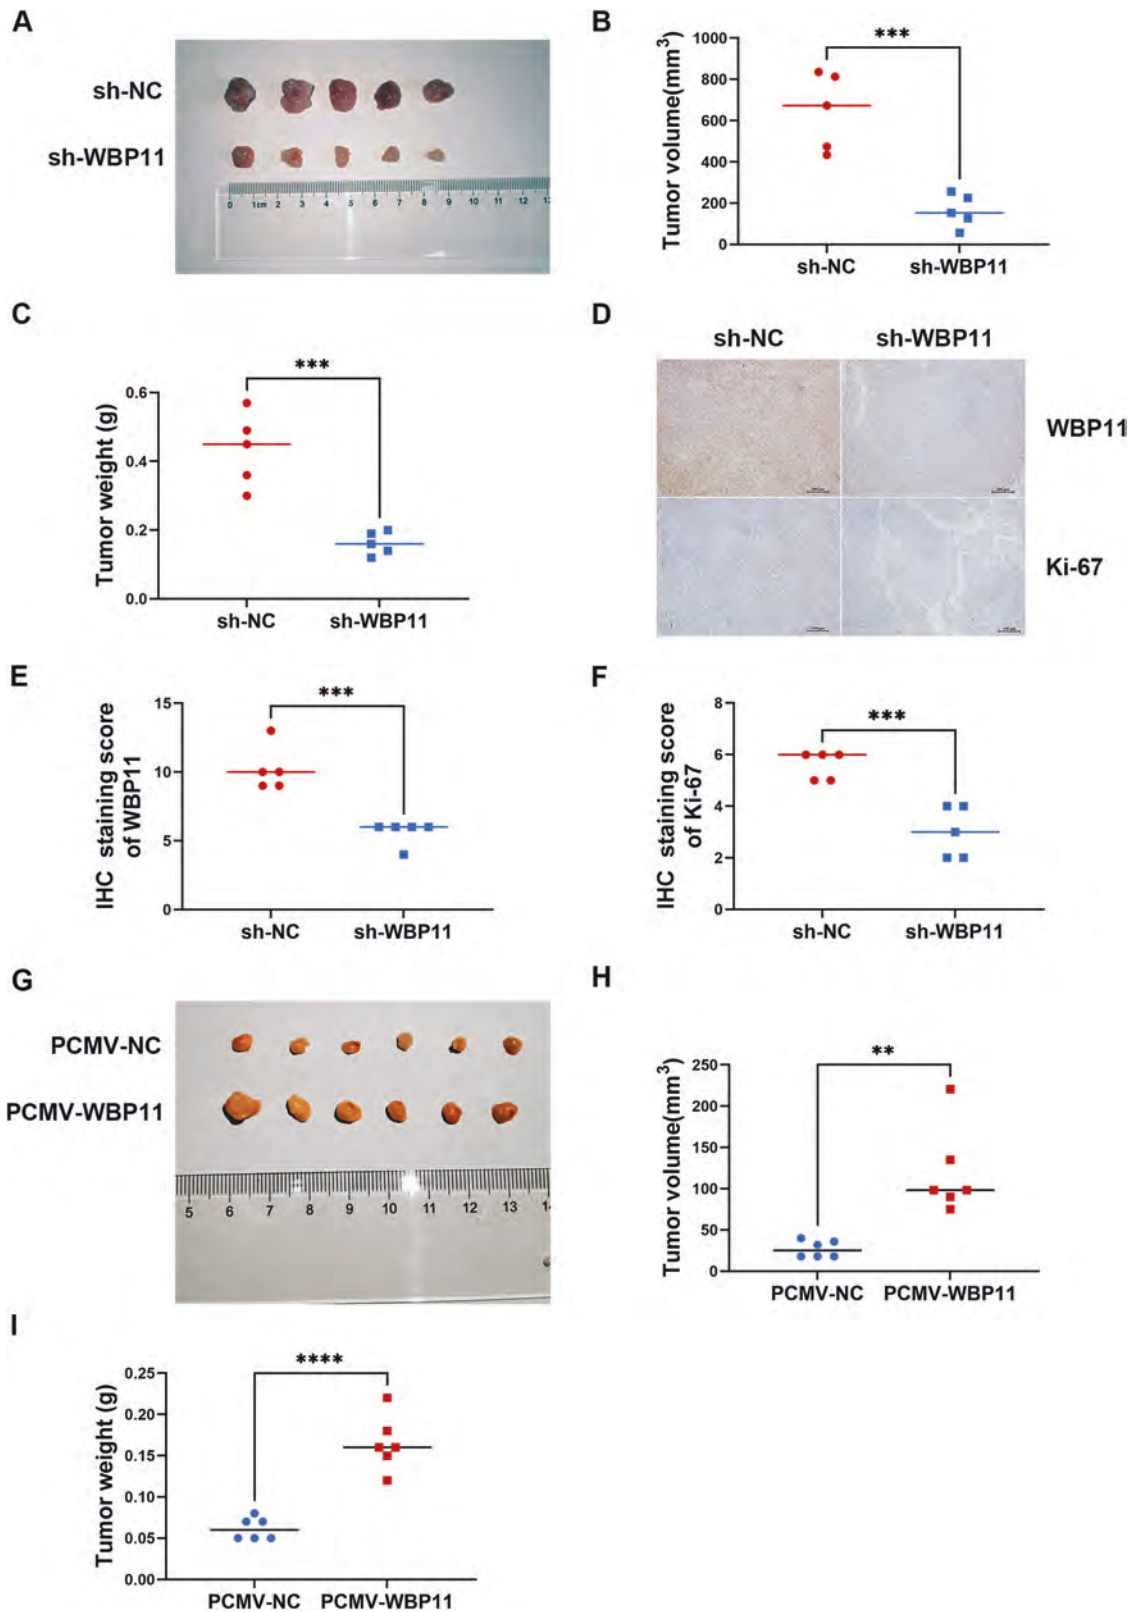 A
sh-NC
sh-WBP11
0 1cm 2 3 4 5 6 7 8 9 10 11 12 13
B
Tumor volume(mm3)
1000
800
600
400
200
0
***
sh-NC sh-WBP11
C
Tumor weight (g)
0.6
0.4
0.2
0.0
***
sh-NC sh-WBP11
D
sh-NC sh-WBP11
WBP11
Ki-67
E
IHC staining score
of WBP11
15
10
5
0
***
sh-NC sh-WBP11
F
IHC staining score
of Ki-67
8
6
4
2
0
***
sh-NC sh-WBP11
G
PCMV-NC
PCMV-WBP11
5 6 7 8 9 10 11 12 13
H
Tumor volume(mm3)
250
200
150
100
50
0
**
PCMV-NC PCMV-WBP11
I
Tumor weight (g)
0.25
0.20
0.15
0.10
0.05
0.00
****
PCMV-NC PCMV-WBP11